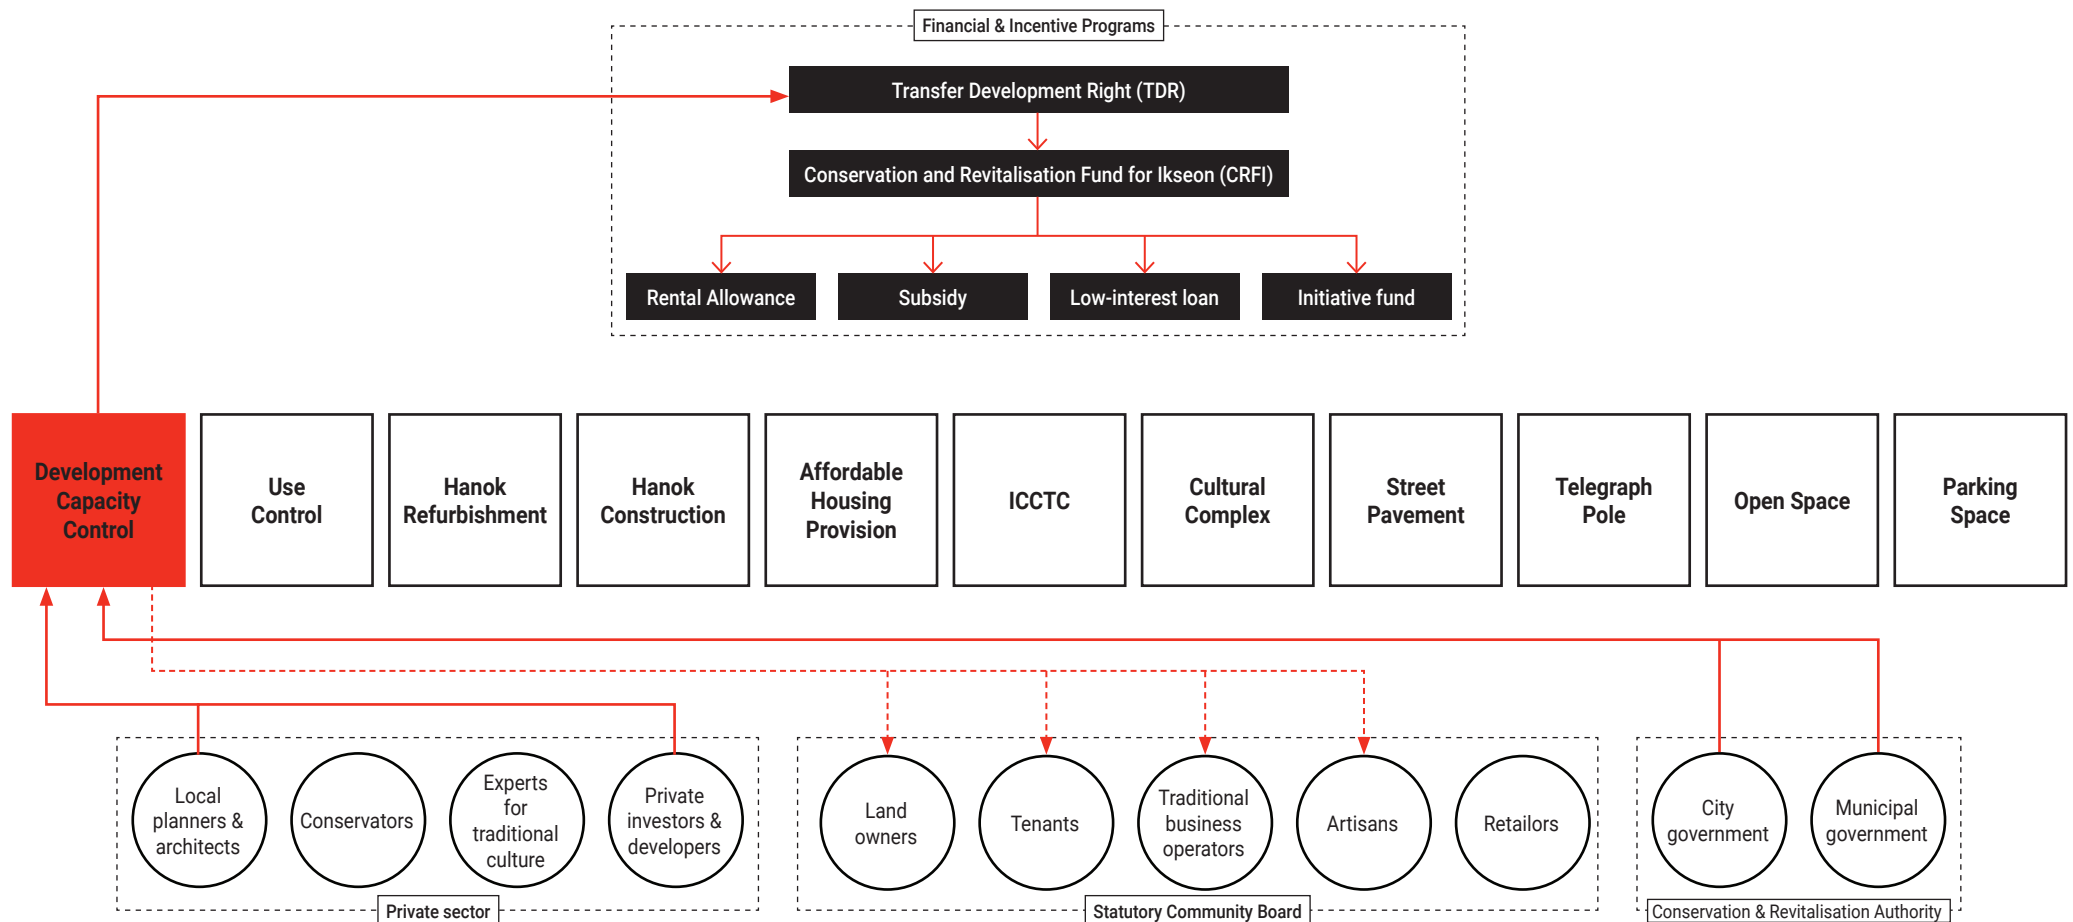 Financial & Incentive Programs
Transfer Development Right (TDR)
Conservation and Revitalisation Fund for Ikseon (CRFI)
Rental Allowance
Subsidy
Low-interest loan
Initiative fund
Development
Capacity
Control
Use
Control
Hanok
Refurbishment
Hanok
Construction
Affordable
Housing
Provision
ICCTC
Cultural
Complex
Street
Pavement
Telegraph
Pole
Open Space
Parking
Space
Local
planners &
architects
Conservators
Experts
for
traditional
culture
Private
investors &
developers
Private sector
Land
owners
Tenants
Traditional
business
operators
Artisans
Retailors
Statutory Community Board
City
government
Municipal
government
Conservation & Revitalisation Authority